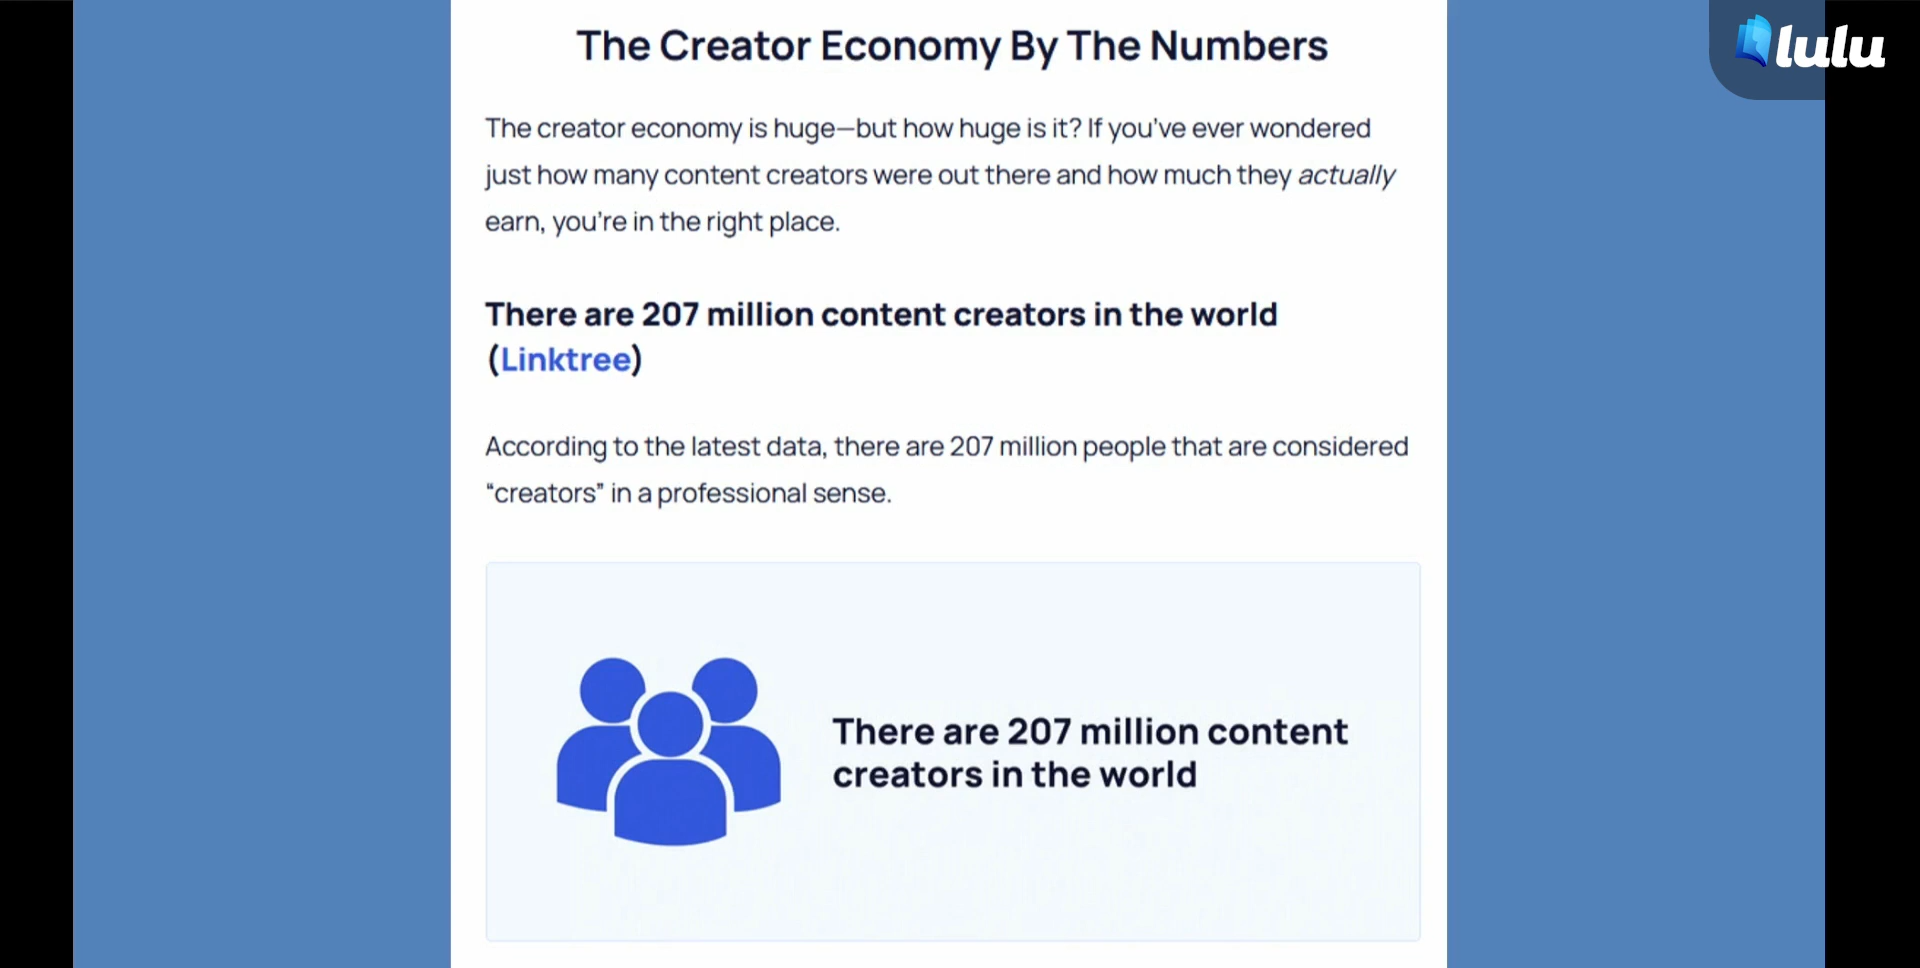 The Creator Economy By The Numbers
lulu
The creator economy is huge—but how huge is it? If you’ve ever wondered
just how many content creators were out there and how much they actually
earn, you’re in the right place.
There are 207 million content creators in the world
(Linktree)
According to the latest data, there are 207 million people that are considered
“creators” in a professional sense.
There are 207 million content
creators in the world